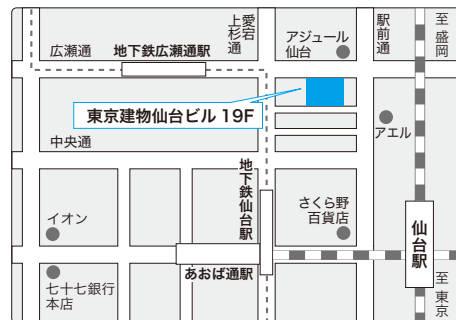 上杉通
愛宕
駅前通
至盛岡
アジュール
仙台
広瀬通
地下鉄広瀬通駅
東京建物仙台ビル 19F
アエル
中央通
地下鉄仙台駅
さくら野
百貨店
イオン
仙台駅
あおば通駅
七十七銀行
本店
至東京